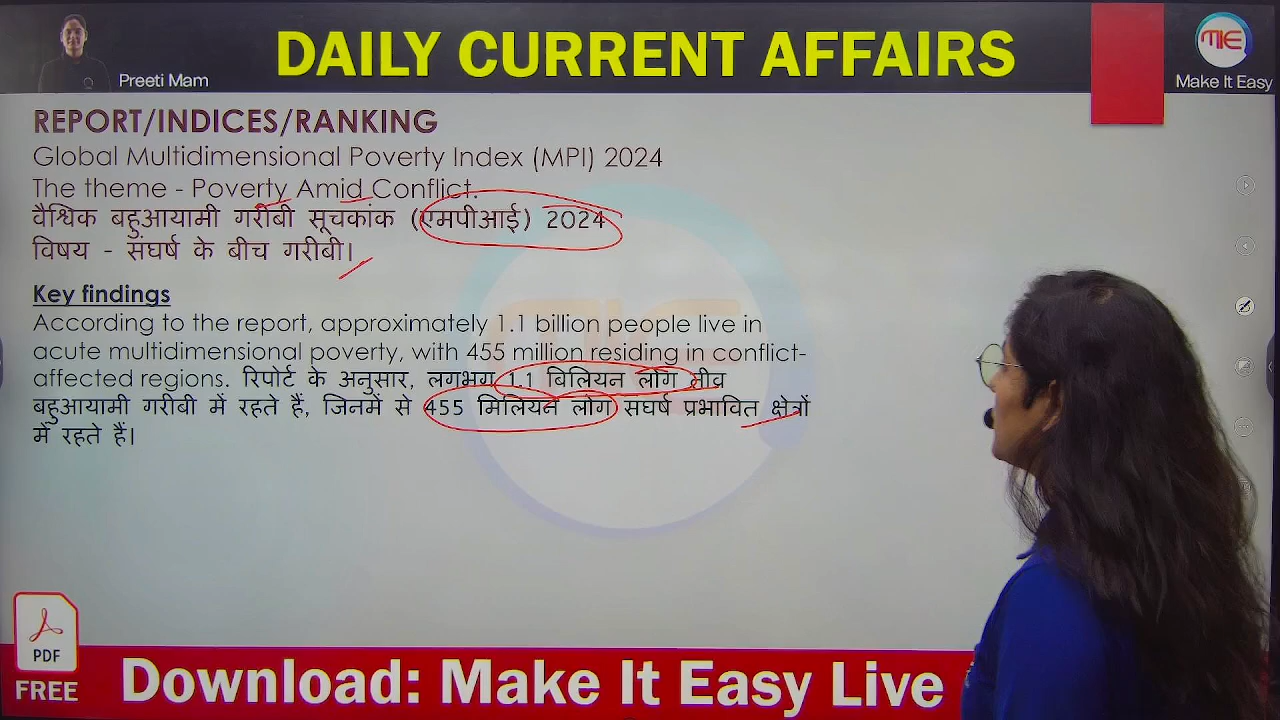 DAILY CURRENT AFFAIRS
Preeti Mam
Make It Easy
REPORT/INDICES/RANKING
Global Multidimensional Poverty Index (MPI) 2024
The theme - Poverty Amid Conflict.
वैश्विक बहुआयामी गरीबी सूचकांक (एमपीआई) 2024
विषय - संघर्ष के बीच गरीबी।
Key findings
According to the report, approximately 1.1 billion people live in
acute multidimensional poverty, with 455 million residing in conflict-
affected regions. रिपोर्ट के अनुसार, लगभग 1.1 बिलियन लोग तीव्र
बहुआयामी गरीबी में रहते हैं, जिनमें से 455 मिलियन लोग संघर्ष प्रभावित क्षेत्रों
में रहते हैं।
PDF
FREE
Download: Make It Easy Live